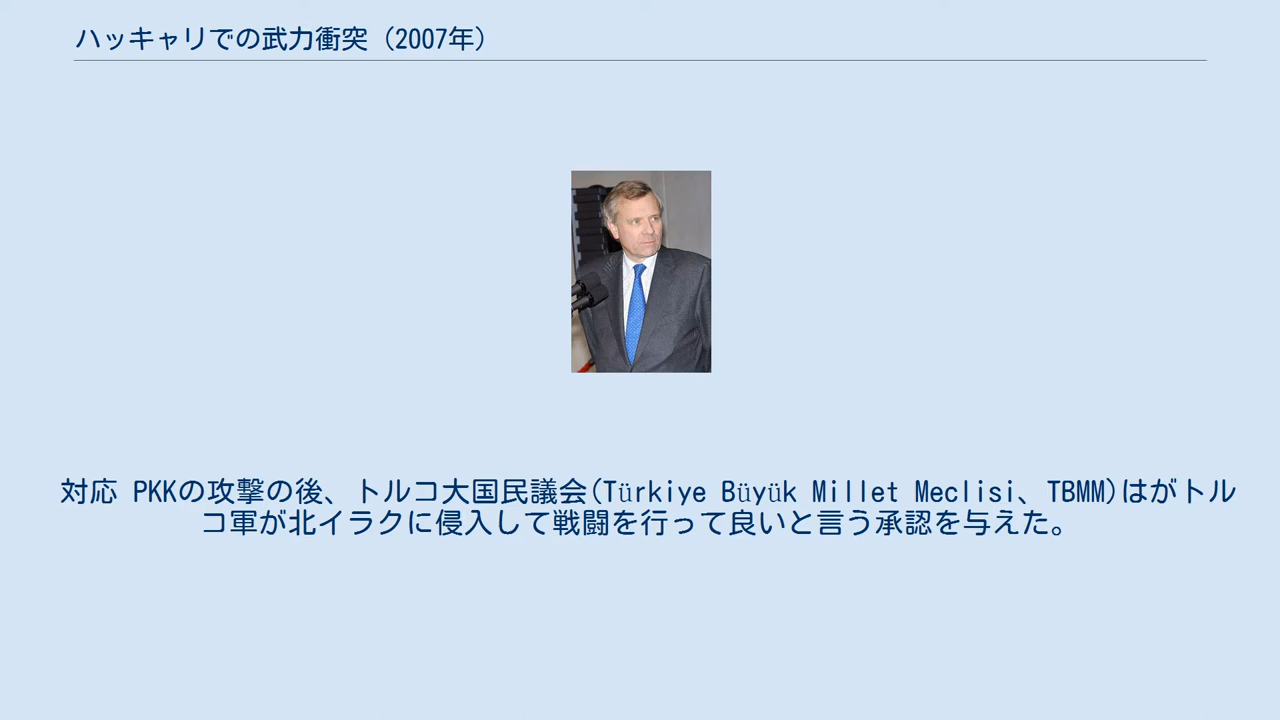 ハッキャリでの武力衝突（2007年）
対応 PKKの攻撃の後、トルコ大国民議会(Türkiye Büyük Millet Meclisi、TBMM)はがトル
コ軍が北イラクに侵入して戦闘を行って良いと言う承認を与えた。